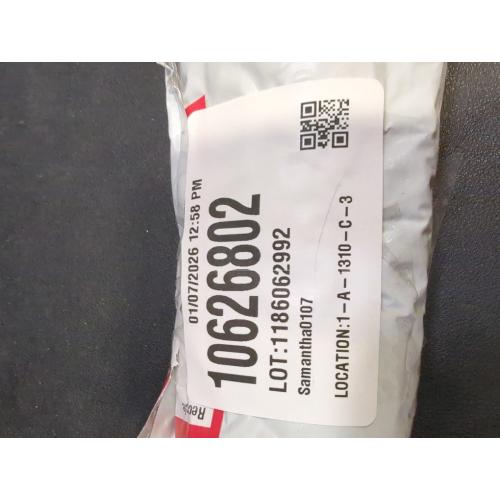 01/07/2026 12:58 PM
10626802
LOT:1186062992
Samantha0107
LOCATION:1-A-1310-C-3